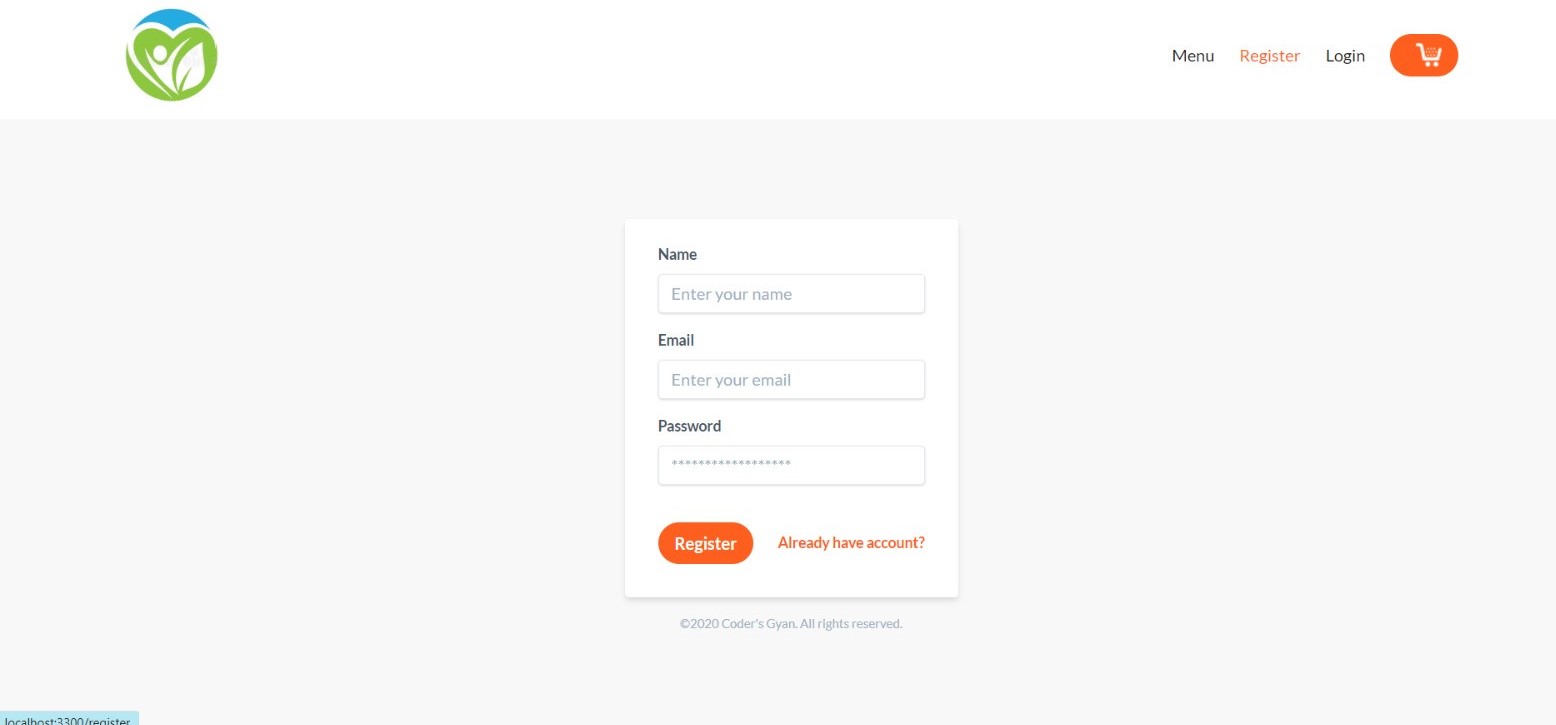 Menu Register Login
Name
Enter your name
Email
Enter your email
Password
******************
Register Already have account?
©2020 Coder's Gyan. All rights reserved.
localhost:3300/register